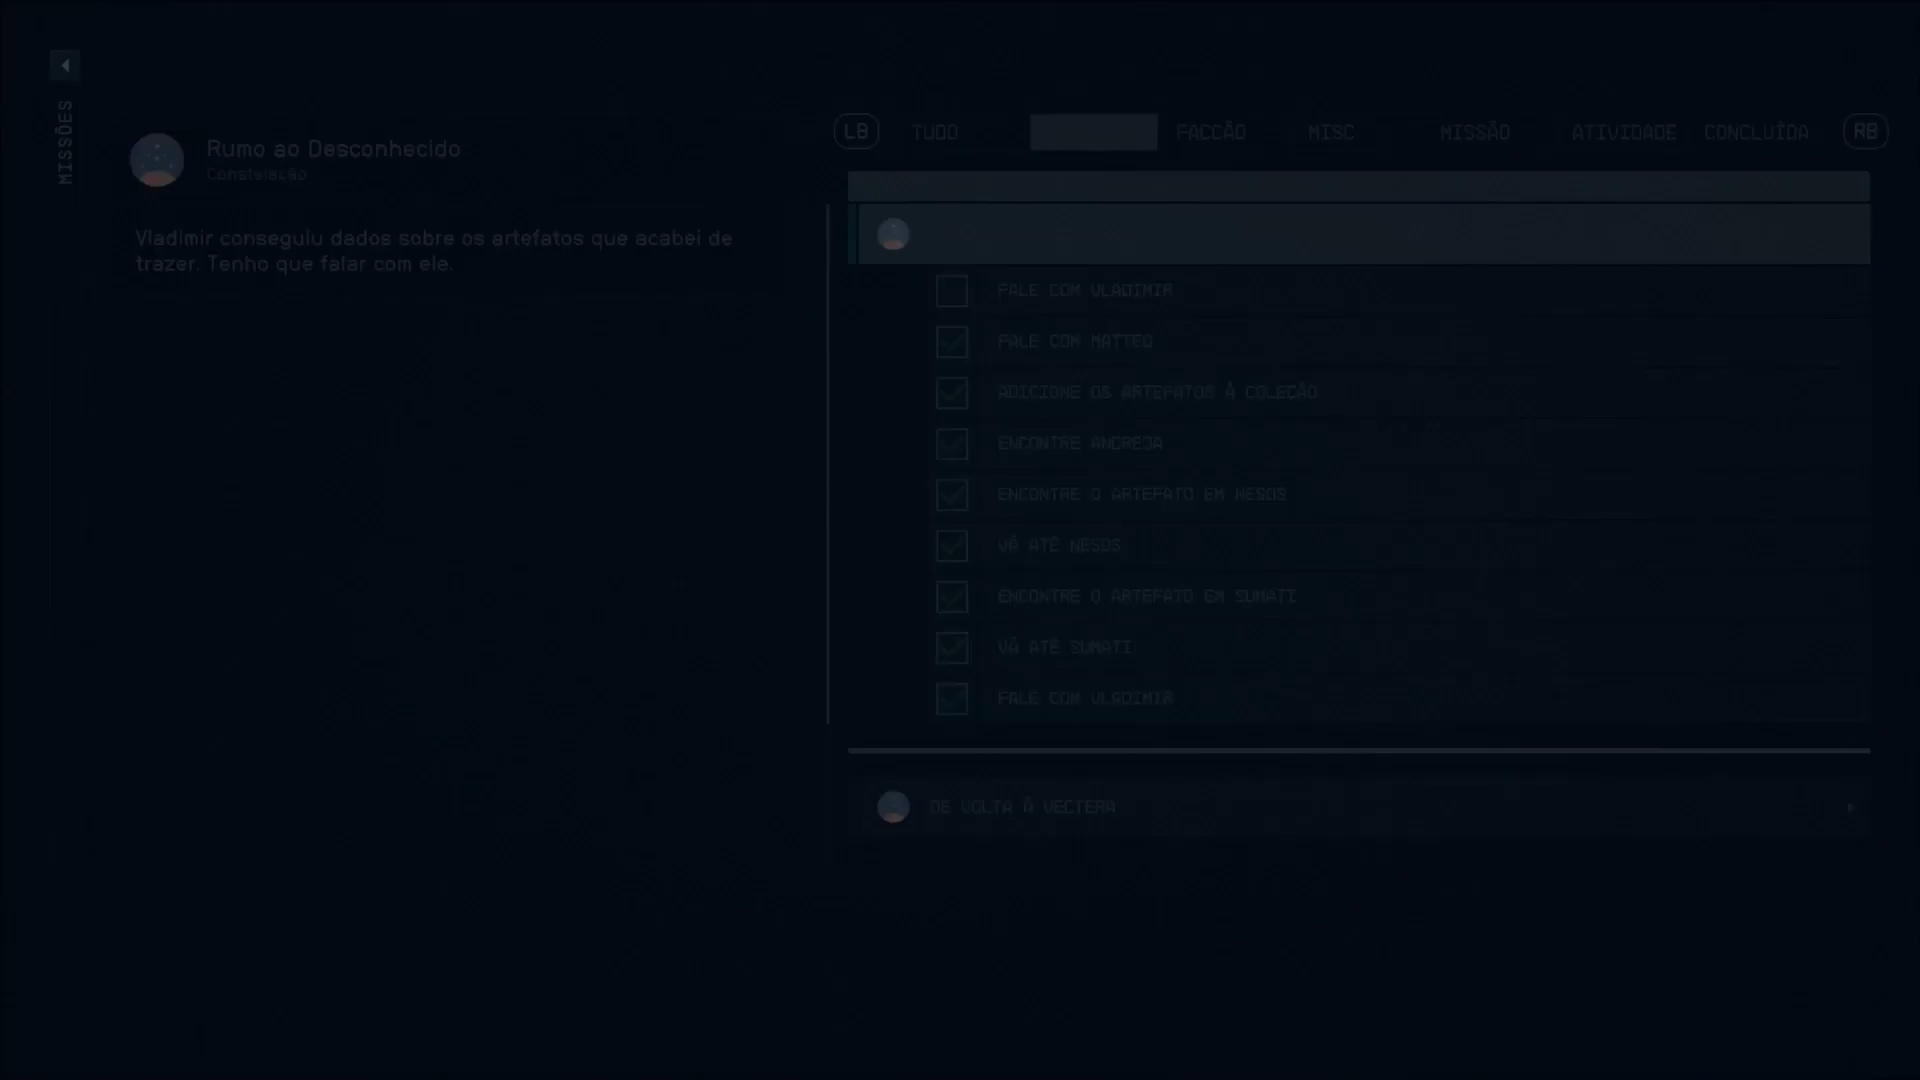 MISSÕES
Rumo ao Desconhecido
Constelação
Vladimir conseguiu dados sobre os artefatos que acabei de
trazer. Tenho que falar com ele.
LB TUDO FACCÃO MISC MISSÃO ATIVIDADE CONCLUÍDA RB
FALE COM VLADIMIR
FALE COM MATTEO
ADICIONE OS ARTEFATOS À COLEÇÃO
ENCONTRE ANDREJA
ENCONTRE O ARTEFATO EM NESOS
VÁ ATÉ NESOS
ENCONTRE O ARTEFATO EM SUMATI
VÁ ATÉ SUMATI
FALE COM VLADIMIR
DE VOLTA À VECTERA